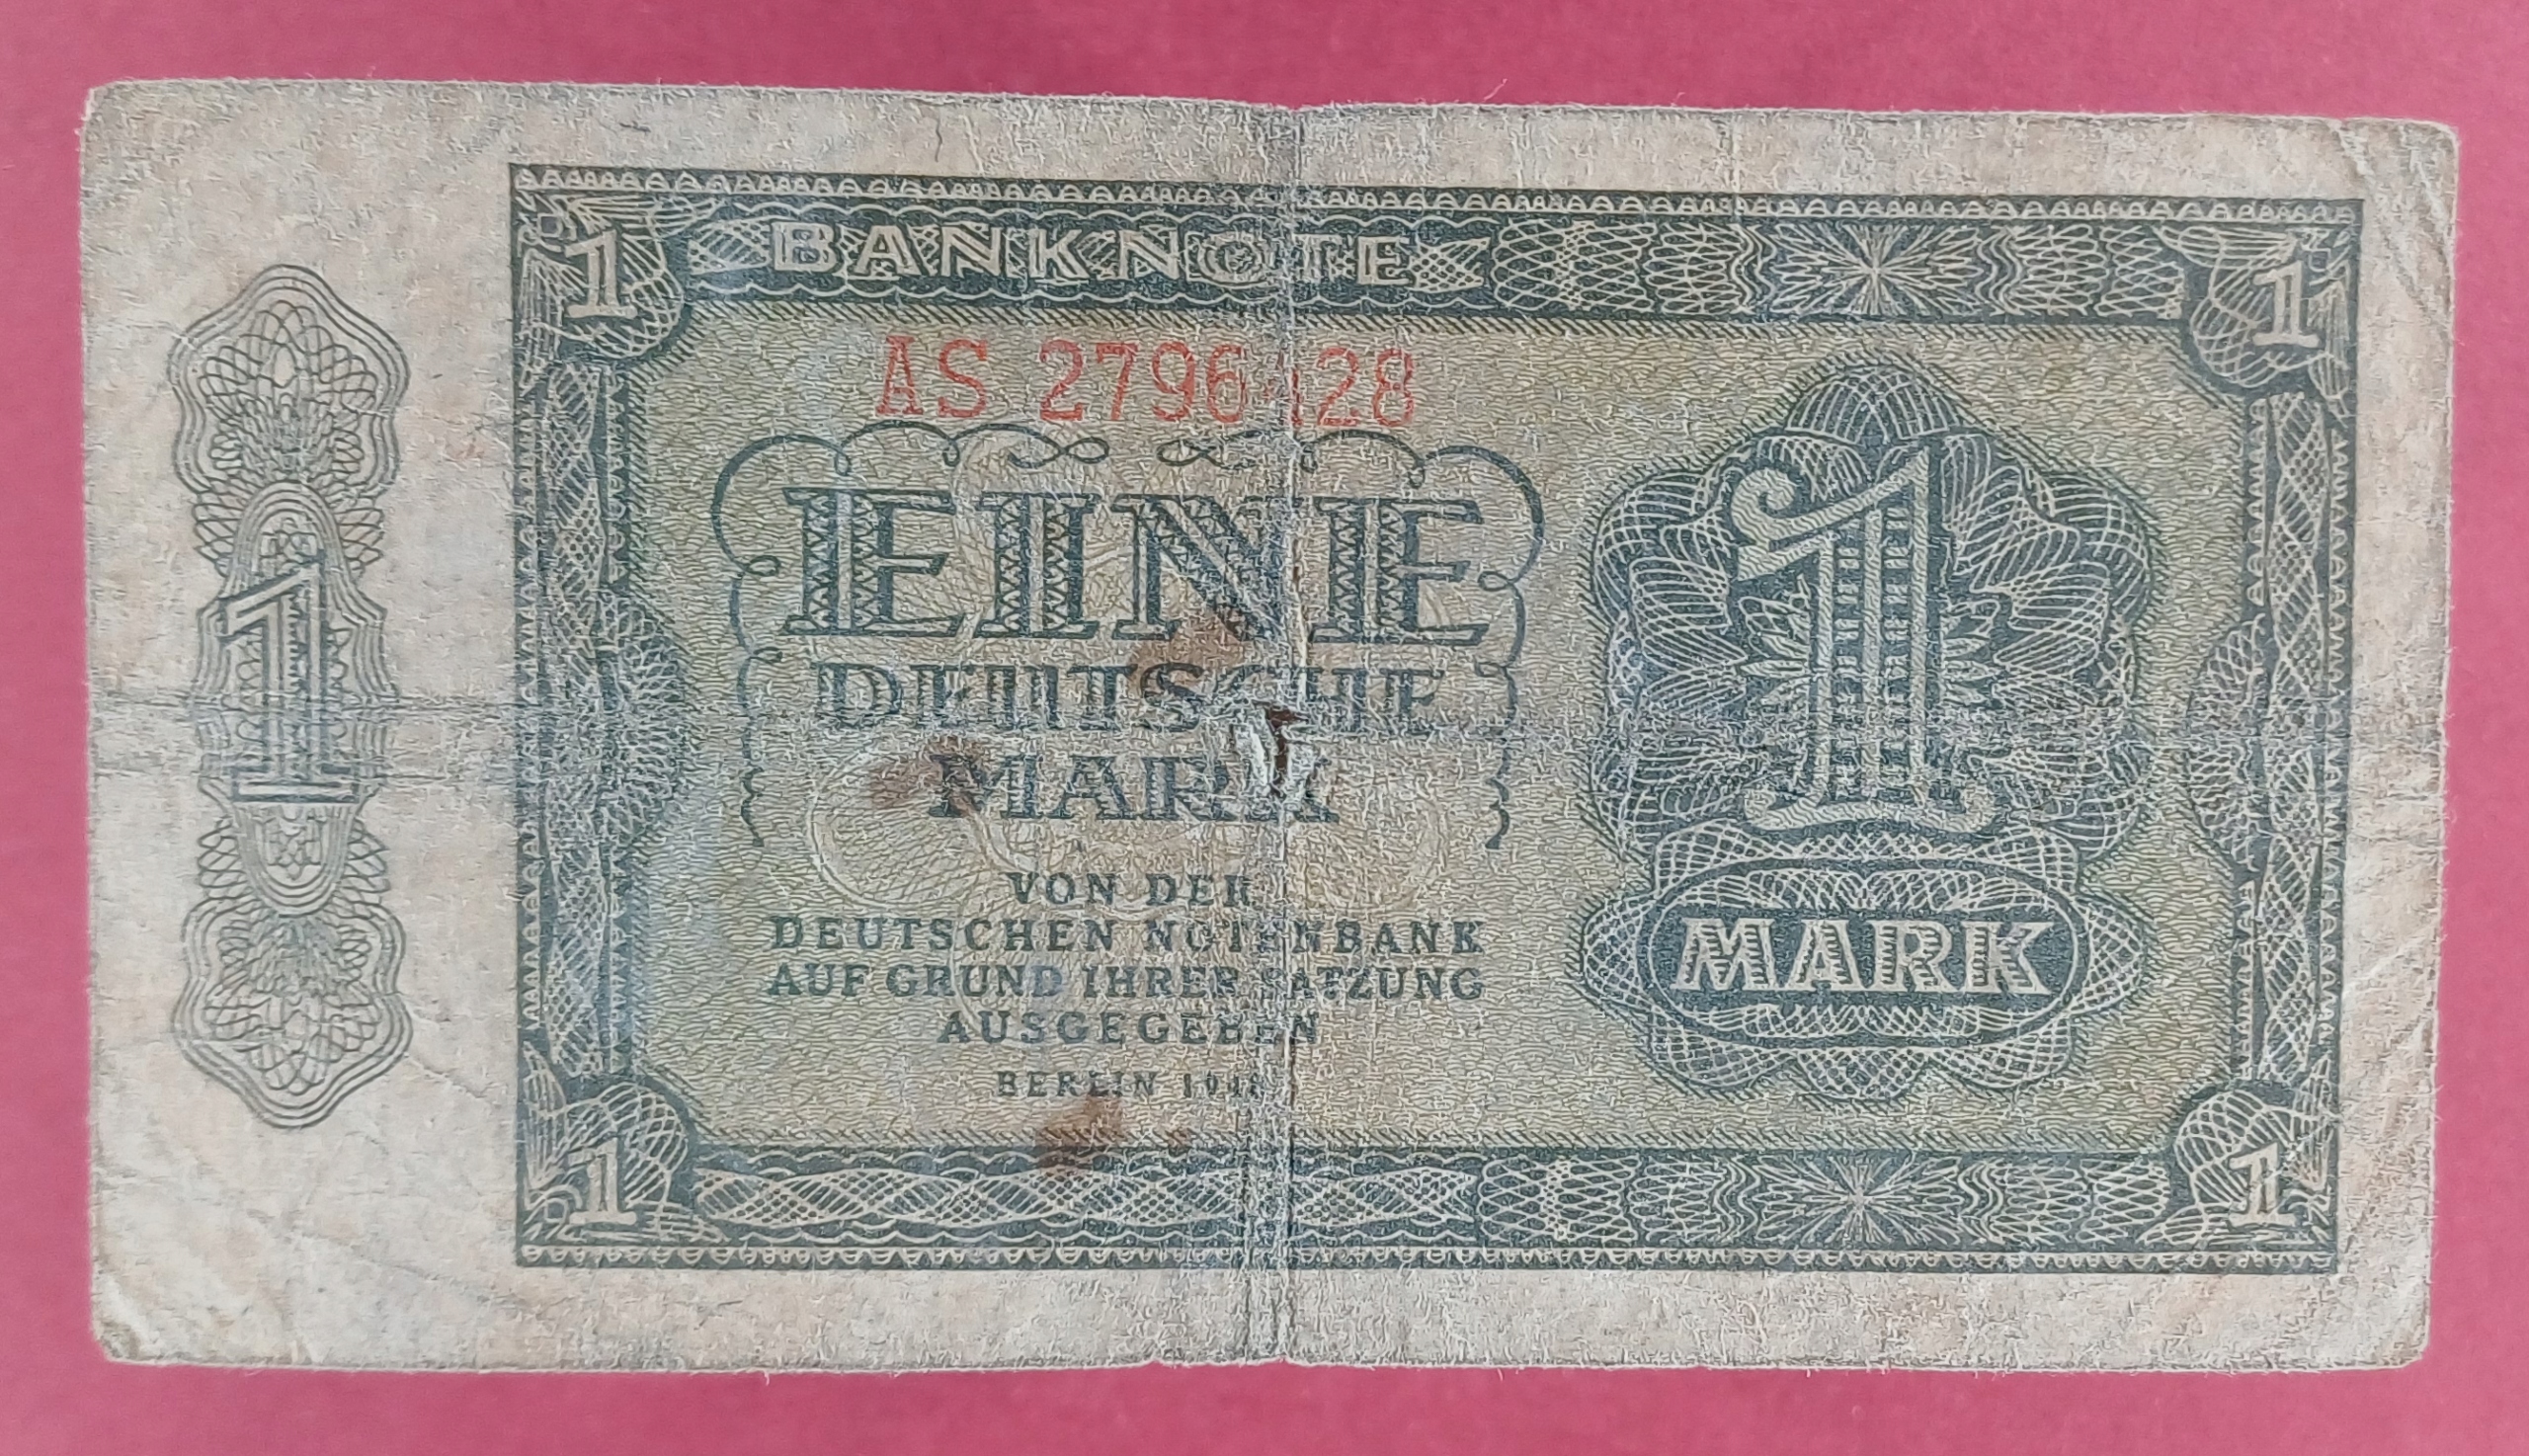 1 BANKNOTE 1
AS
1
EINE
DEUTSCHE
MARK
1
VON DER
DEUTSCHEN NOTENBANK
AUF GRUND IHRER SATZUNG
AUSGEGEBEN
BERLIN 1948
MARK
1
1